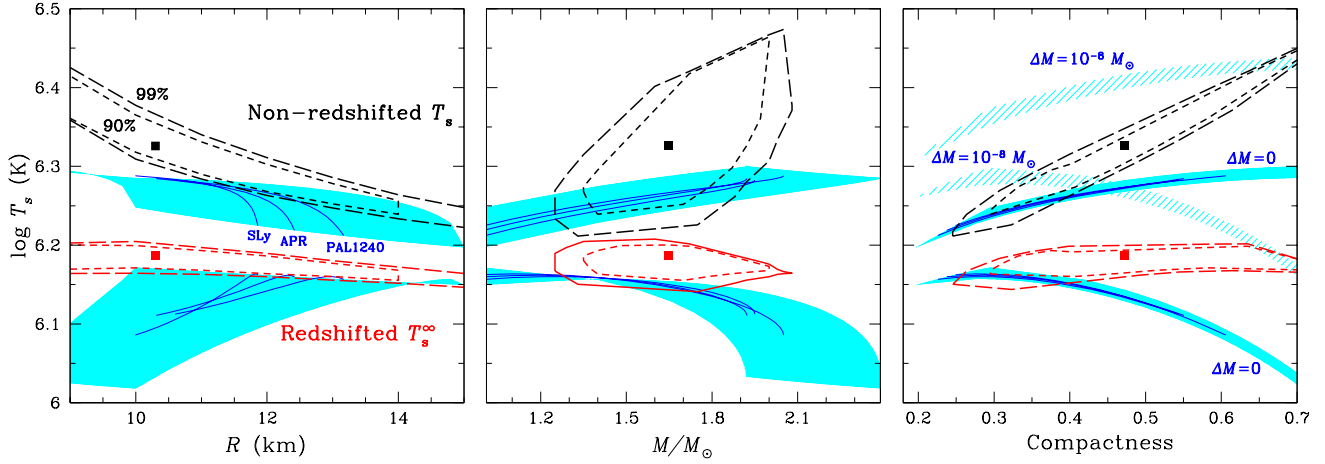 6.5
6.4
6.3
6.2
6.1
6
log T_s (K)
99%
90%
Non−redshifted T_s
SLy
APR
PAL1240
Redshifted T_s^∞
10
12
14
R (km)
1.2
1.5
1.8
2.1
M/M_⊙
ΔM=10^−8 M_⊙
ΔM=10^−8 M_⊙
ΔM=0
ΔM=0
0.2
0.3
0.4
0.5
0.6
0.7
Compactness